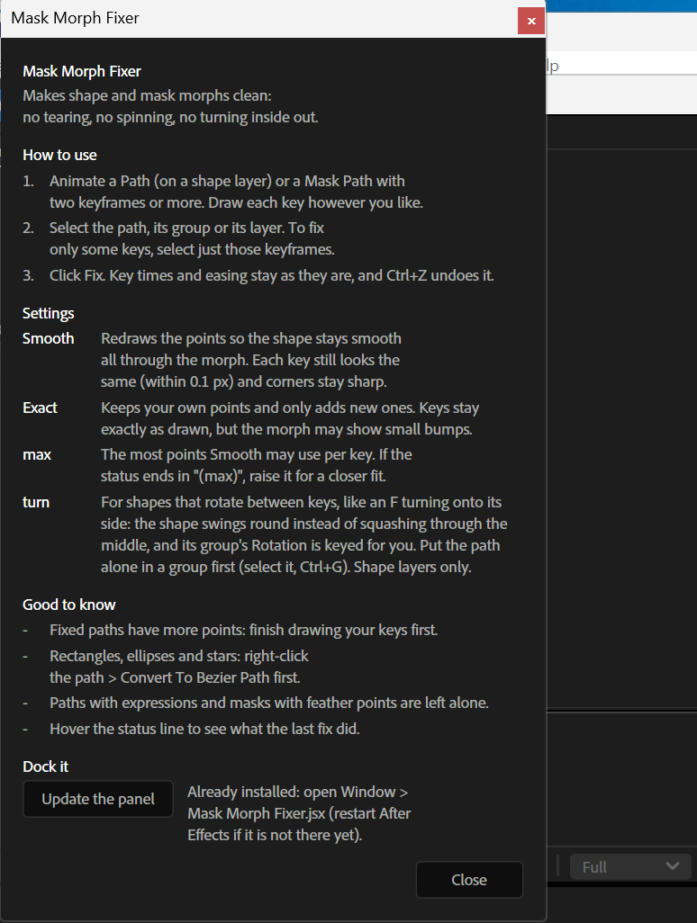 Mask Morph Fixer
lp
Mask Morph Fixer
Makes shape and mask morphs clean:
no tearing, no spinning, no turning inside out.
How to use
1. Animate a Path (on a shape layer) or a Mask Path with
two keyframes or more. Draw each key however you like.
2. Select the path, its group or its layer. To fix
only some keys, select just those keyframes.
3. Click Fix. Key times and easing stay as they are, and Ctrl+Z undoes it.
Settings
Smooth Redraws the points so the shape stays smooth
all through the morph. Each key still looks the
same (within 0.1 px) and corners stay sharp.
Exact Keeps your own points and only adds new ones. Keys stay
exactly as drawn, but the morph may show small bumps.
max The most points Smooth may use per key. If the
status ends in "(max)", raise it for a closer fit.
turn For shapes that rotate between keys, like an F turning onto its
side: the shape swings round instead of squashing through the
middle, and its group's Rotation is keyed for you. Put the path
alone in a group first (select it, Ctrl+G). Shape layers only.
Good to know
- Fixed paths have more points: finish drawing your keys first.
- Rectangles, ellipses and stars: right-click
the path > Convert To Bezier Path first.
- Paths with expressions and masks with feather points are left alone.
- Hover the status line to see what the last fix did.
Dock it
Update the panel
Already installed: open Window >
Mask Morph Fixer.jsx (restart After
Effects if it is not there yet).
Close
Full